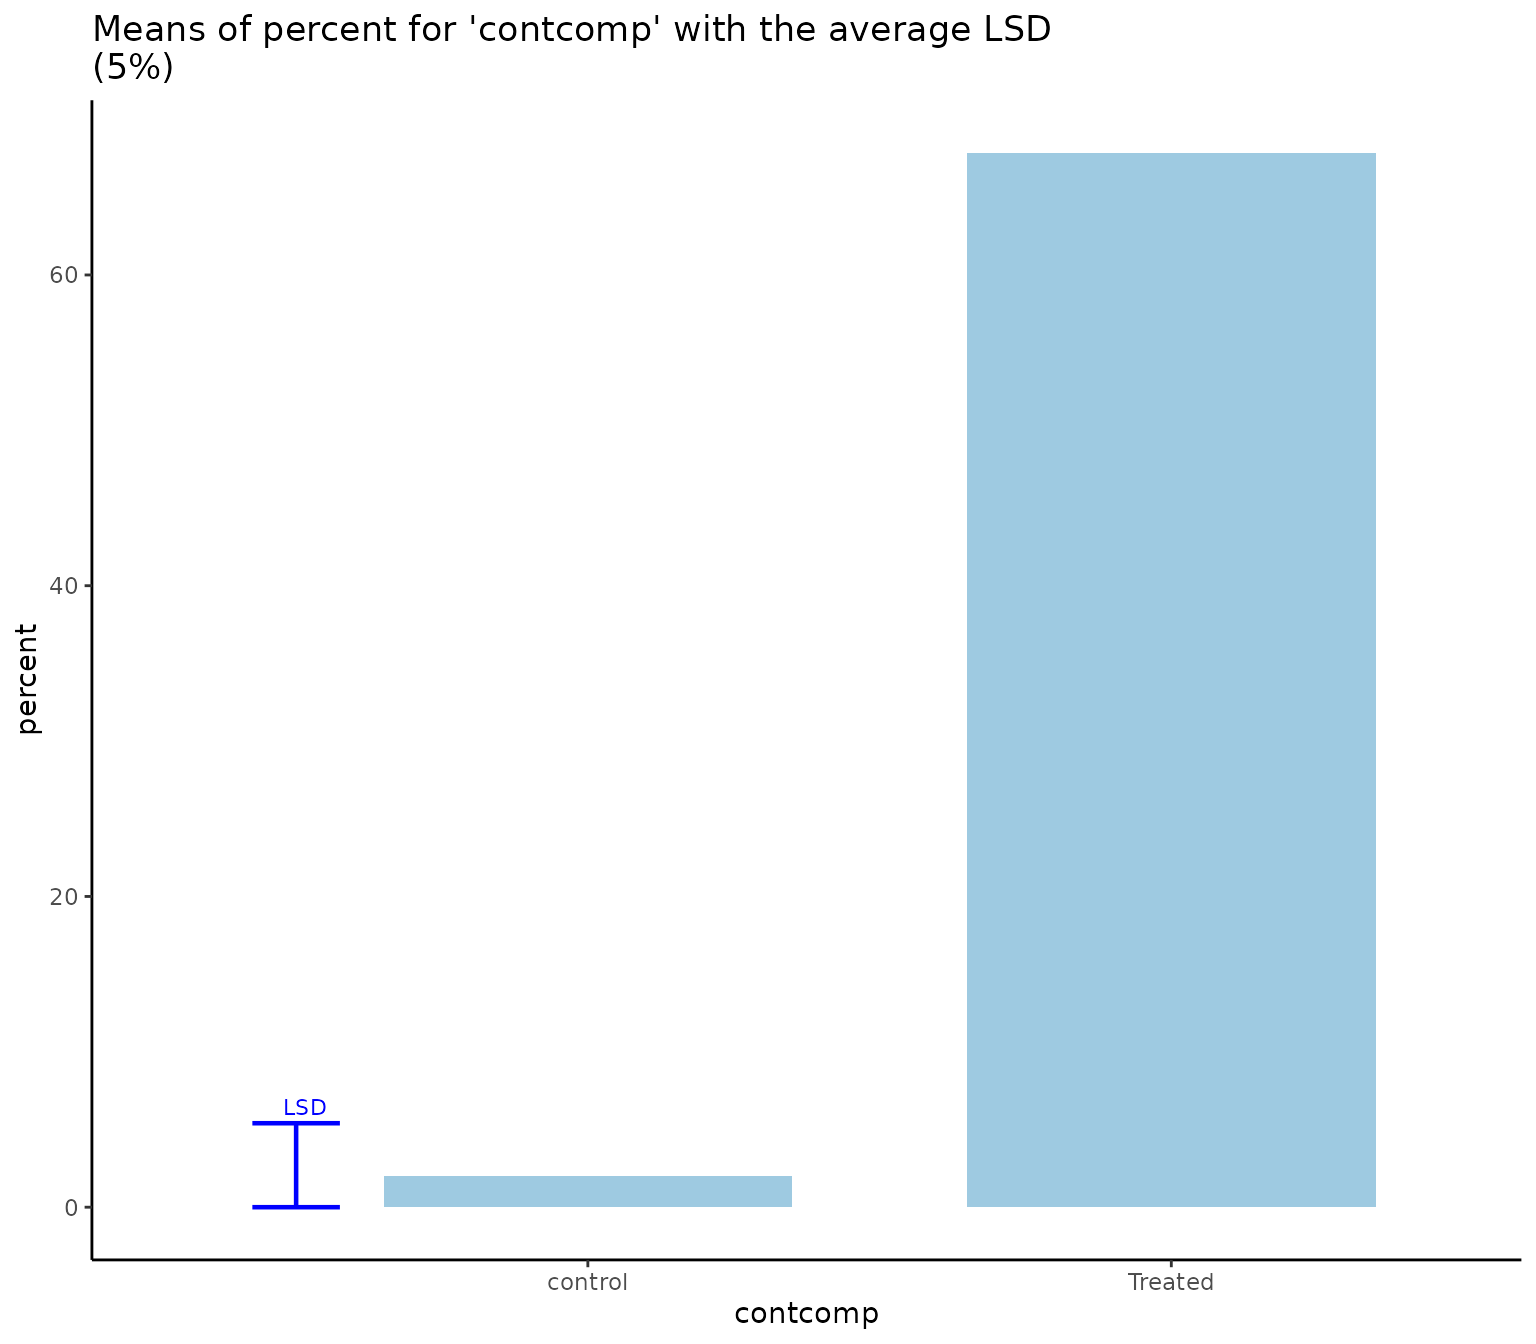 Means of percent for 'contcomp' with the average LSD
(5%)
60
40
20
0
percent
LSD
control
Treated
contcomp